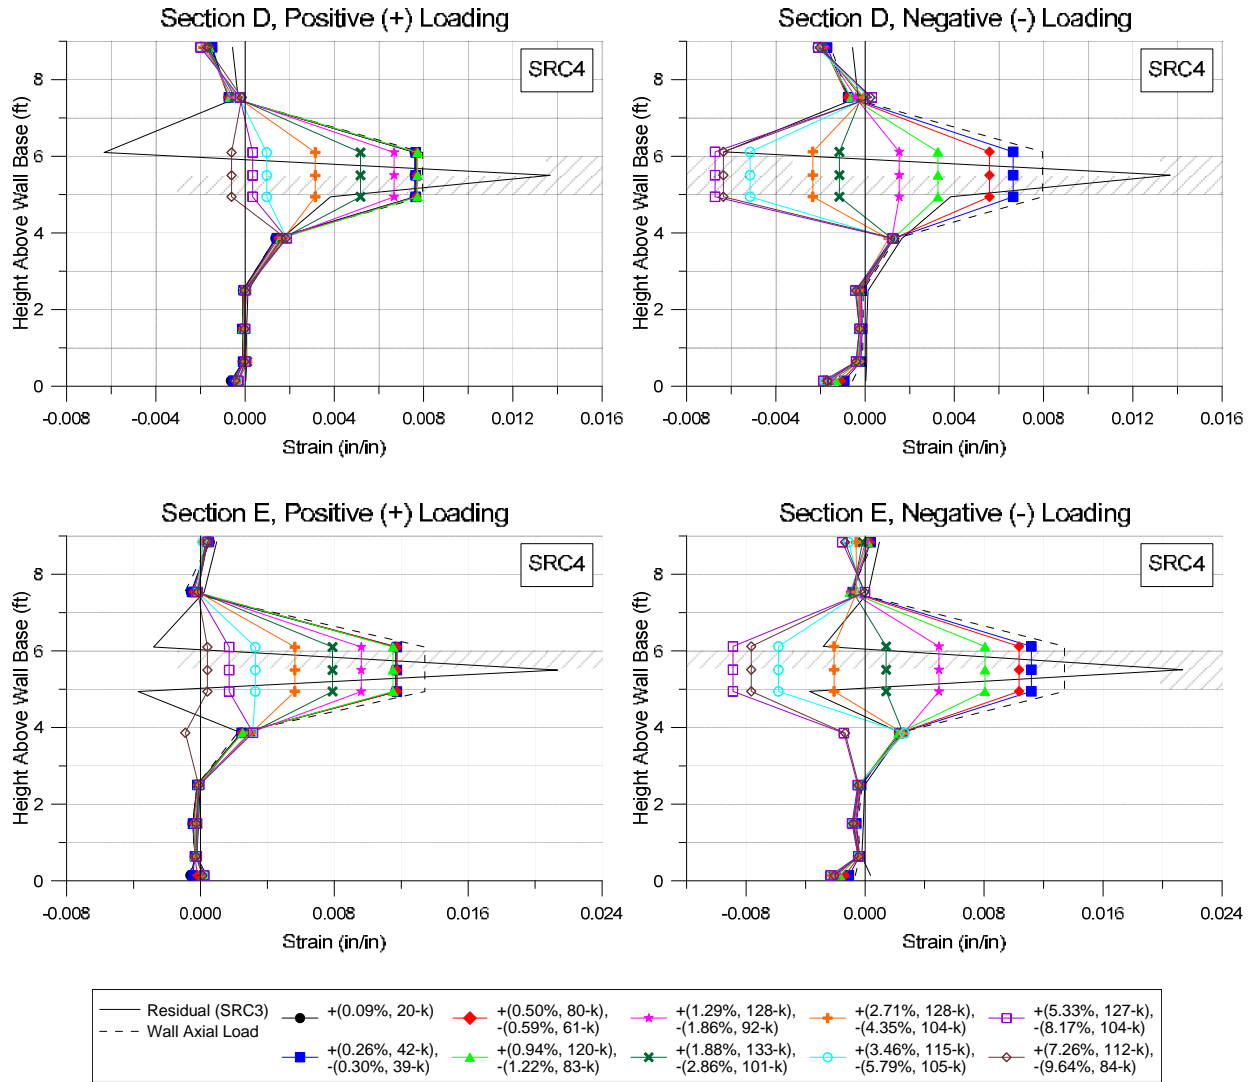 Section D, Positive (+) Loading
Section D, Negative (-) Loading
SRC4
SRC4
Height Above Wall Base (ft)
Height Above Wall Base (ft)
8
6
4
2
0
8
6
4
2
0
-0.008 -0.004 0.000 0.004 0.008 0.012 0.016
-0.008 -0.004 0.000 0.004 0.008 0.012 0.016
Strain (in/in)
Strain (in/in)
Section E, Positive (+) Loading
Section E, Negative (-) Loading
SRC4
SRC4
Height Above Wall Base (ft)
Height Above Wall Base (ft)
8
6
4
2
0
8
6
4
2
0
-0.008 0.000 0.008 0.016 0.024
-0.008 0.000 0.008 0.016 0.024
Strain (in/in)
Strain (in/in)
Residual (SRC3)
Wall Axial Load
+(0.09%, 20-k)
+(0.26%, 42-k),
-(0.30%, 39-k)
+(0.50%, 80-k),
-(0.59%, 61-k)
+(0.94%, 120-k),
-(1.22%, 83-k)
+(1.29%, 128-k),
-(1.86%, 92-k)
+(1.88%, 133-k),
-(2.86%, 101-k)
+(2.71%, 128-k),
-(4.35%, 104-k)
+(3.46%, 115-k),
-(5.79%, 105-k)
+(5.33%, 127-k),
-(8.17%, 104-k)
+(7.26%, 112-k),
-(9.64%, 84-k)